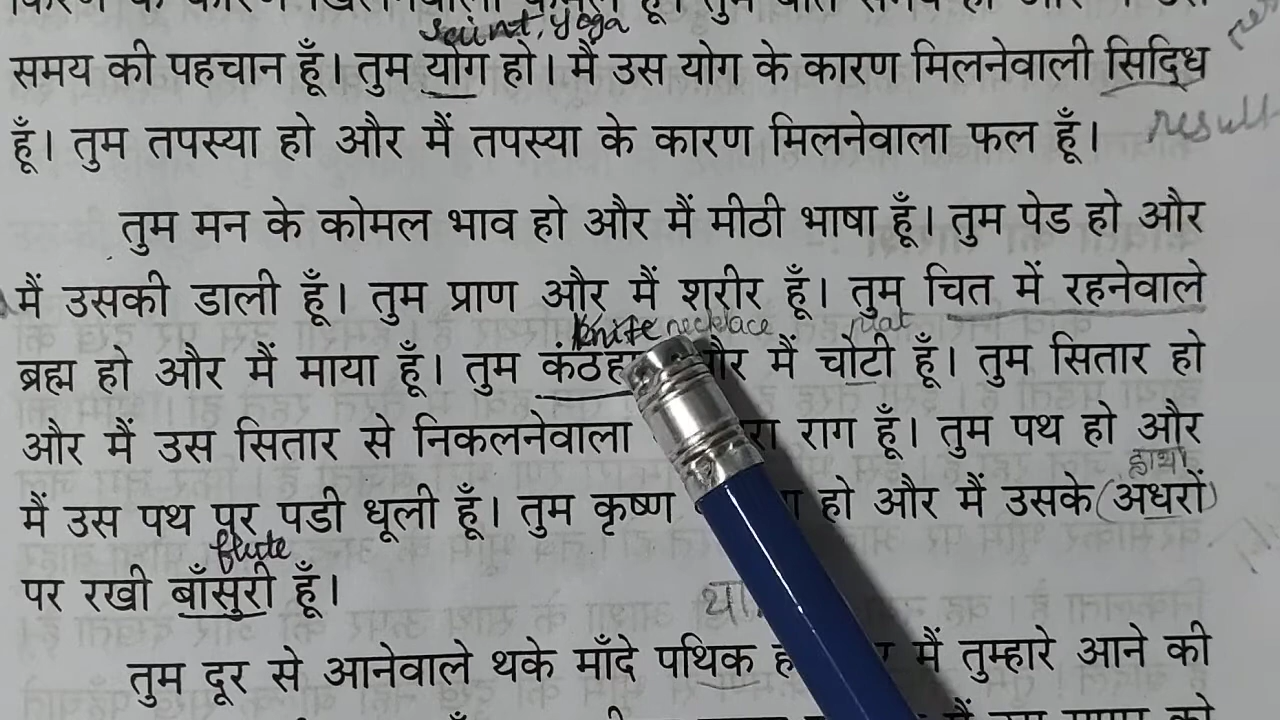 saint, yoga
समय की पहचान हूँ। तुम योग हो। मैं उस योग के कारण मिलनेवाली सिद्धि
हूँ। तुम तपस्या हो और मैं तपस्या के कारण मिलनेवाला फल हूँ। result
तुम मन के कोमल भाव हो और मैं मीठी भाषा हूँ। तुम पेड हो और
मैं उसकी डाली हूँ। तुम प्राण और मैं शरीर हूँ। तुम चित में रहनेवाले
necklace
ब्रह्म हो और मैं माया हूँ। तुम और मैं चोटी हूँ। तुम सितार हो
और मैं उस सितार से निकलनेवाला राग हूँ। तुम पथ हो और
मैं उस पथ पर पडी धूली हूँ। तुम कृष्ण हो और मैं उसके (अधरों)
flute
पर रखी बाँसुरी हूँ।
तुम दूर से आनेवाले थके माँदे पथिक मैं तुम्हारे आने की